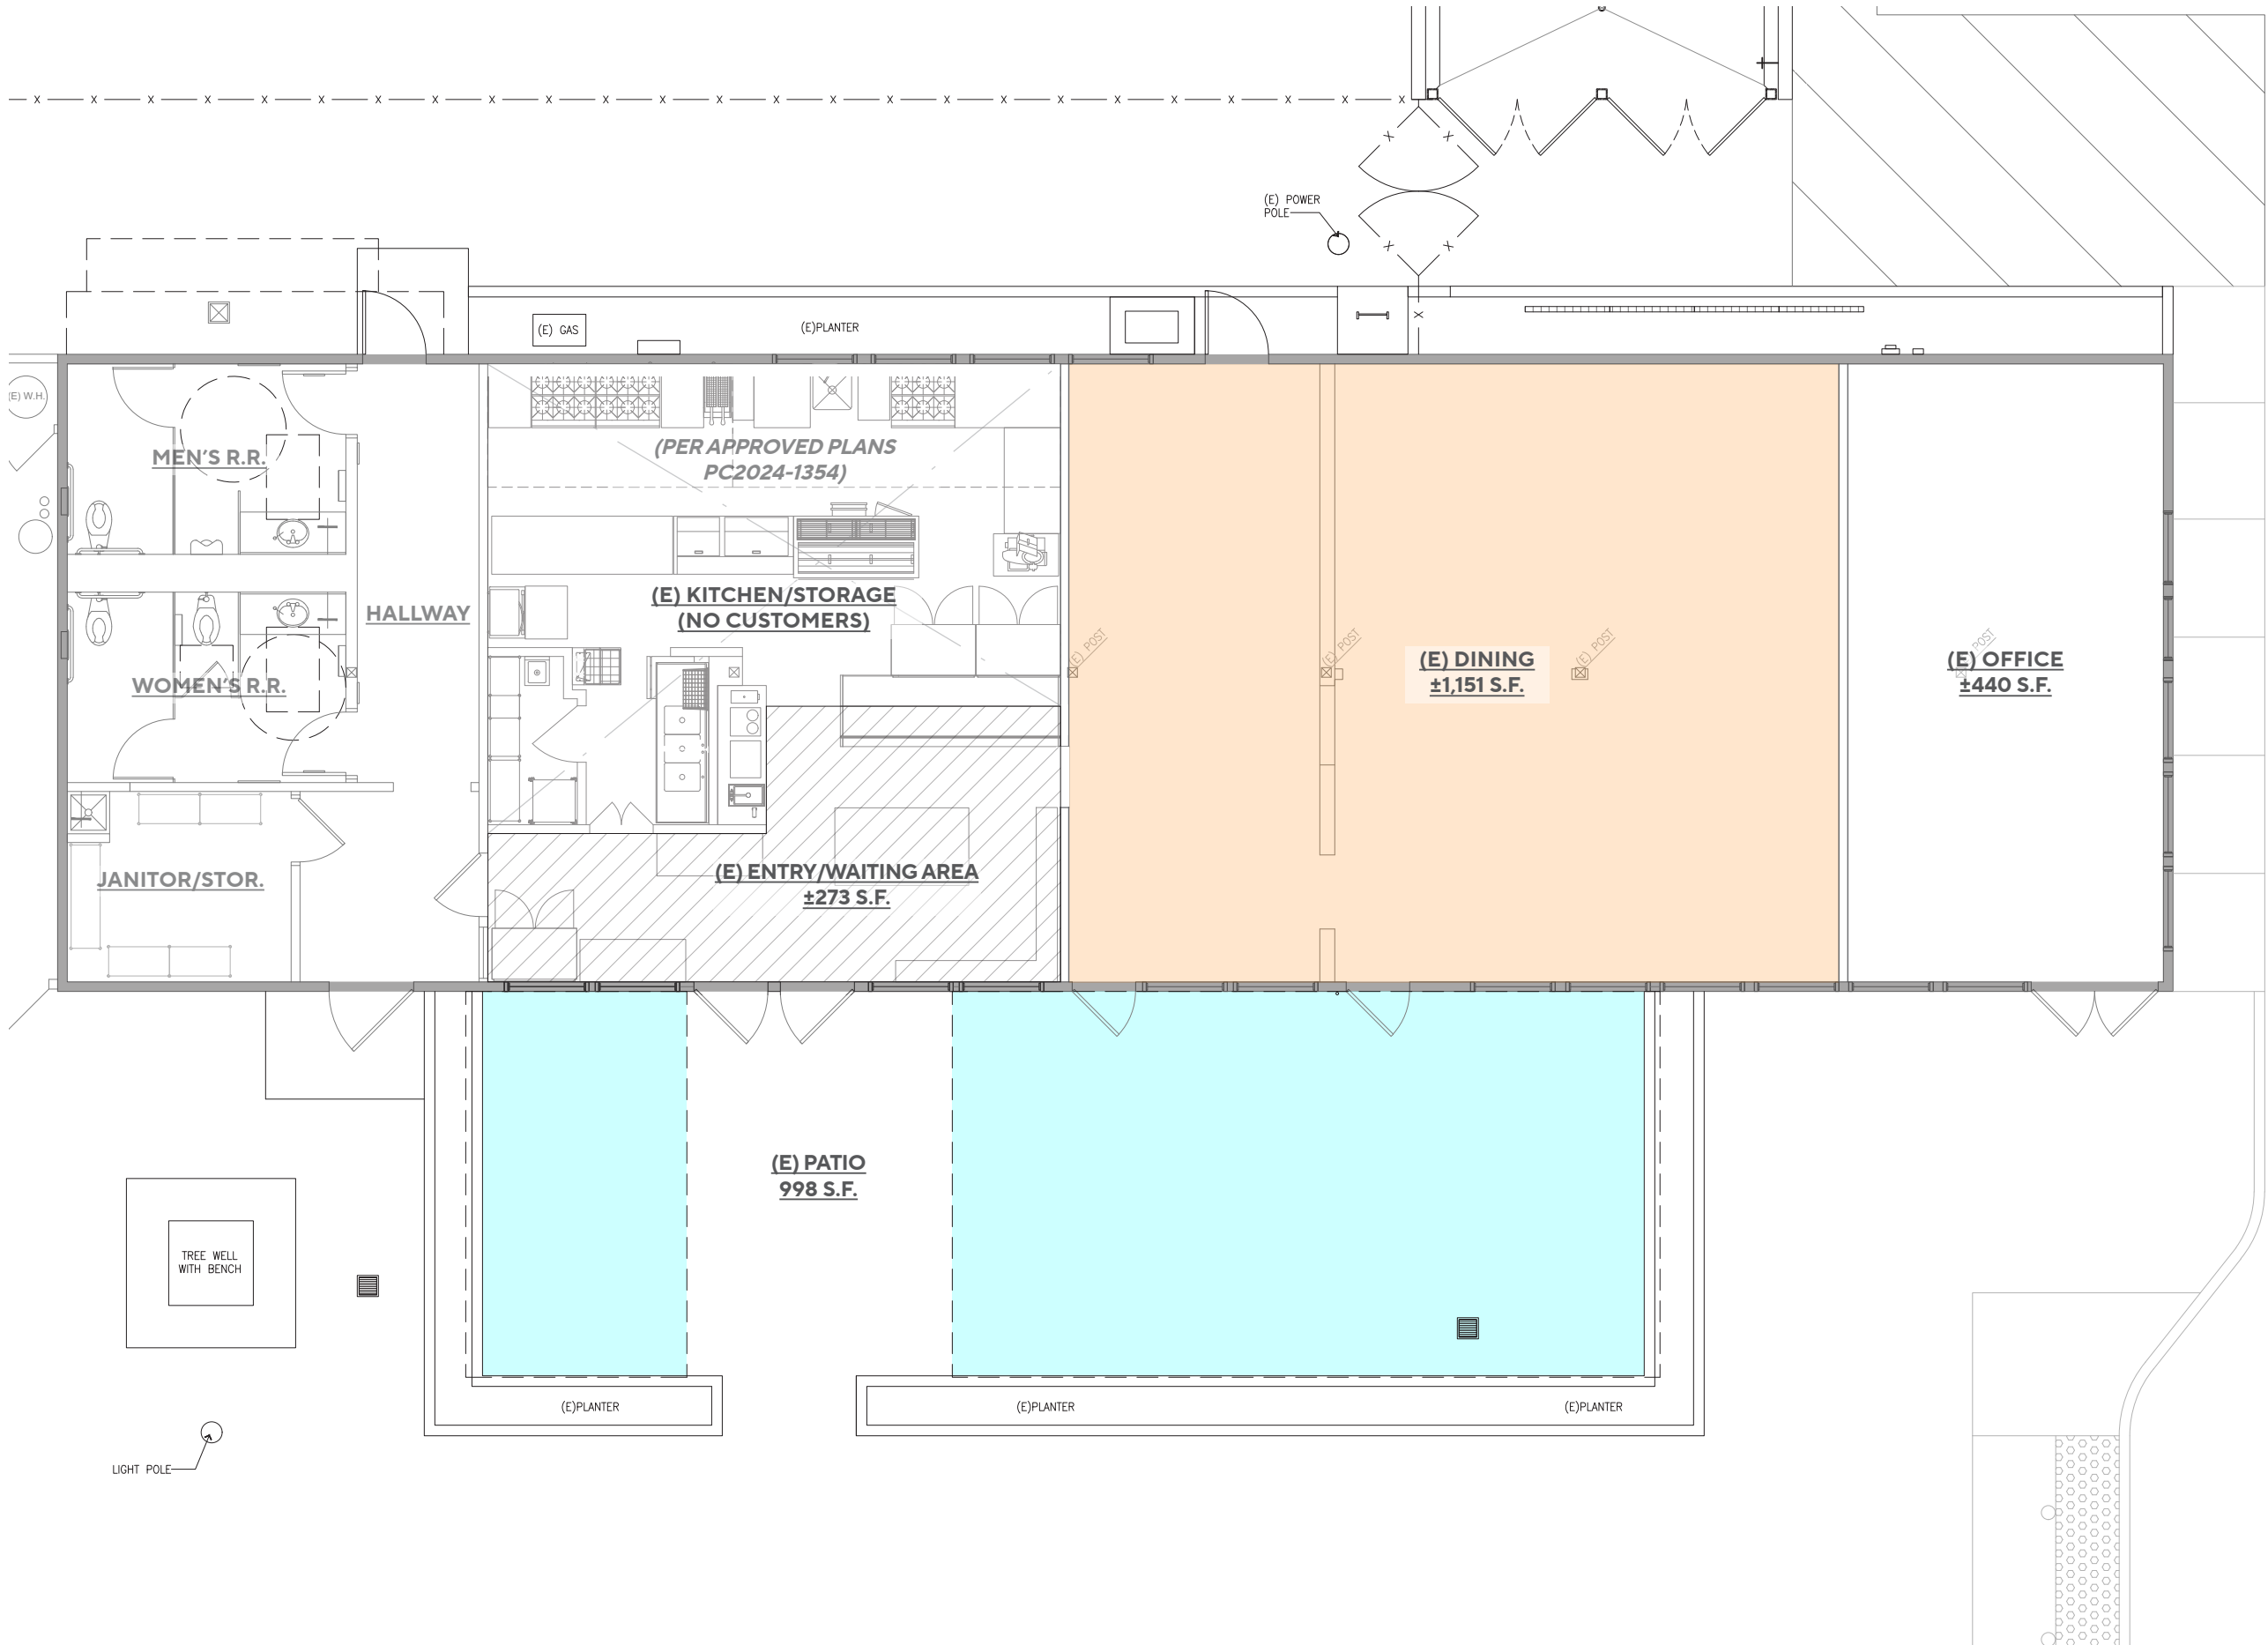 (E) POWER
POLE
(E) GAS
(E)PLANTER
(E) W.H.
MEN'S R.R.
(PER APPROVED PLANS
PC2024-1354)
HALLWAY
(E) KITCHEN/STORAGE
(NO CUSTOMERS)
(E) POST
(E) POST
(E) POST
POST
(E) DINING
±1,151 S.F.
(E) OFFICE
±440 S.F.
WOMEN'S R.R.
JANITOR/STOR.
(E) ENTRY/WAITING AREA
±273 S.F.
(E) PATIO
998 S.F.
TREE WELL
WITH BENCH
(E)PLANTER
(E)PLANTER
(E)PLANTER
LIGHT POLE